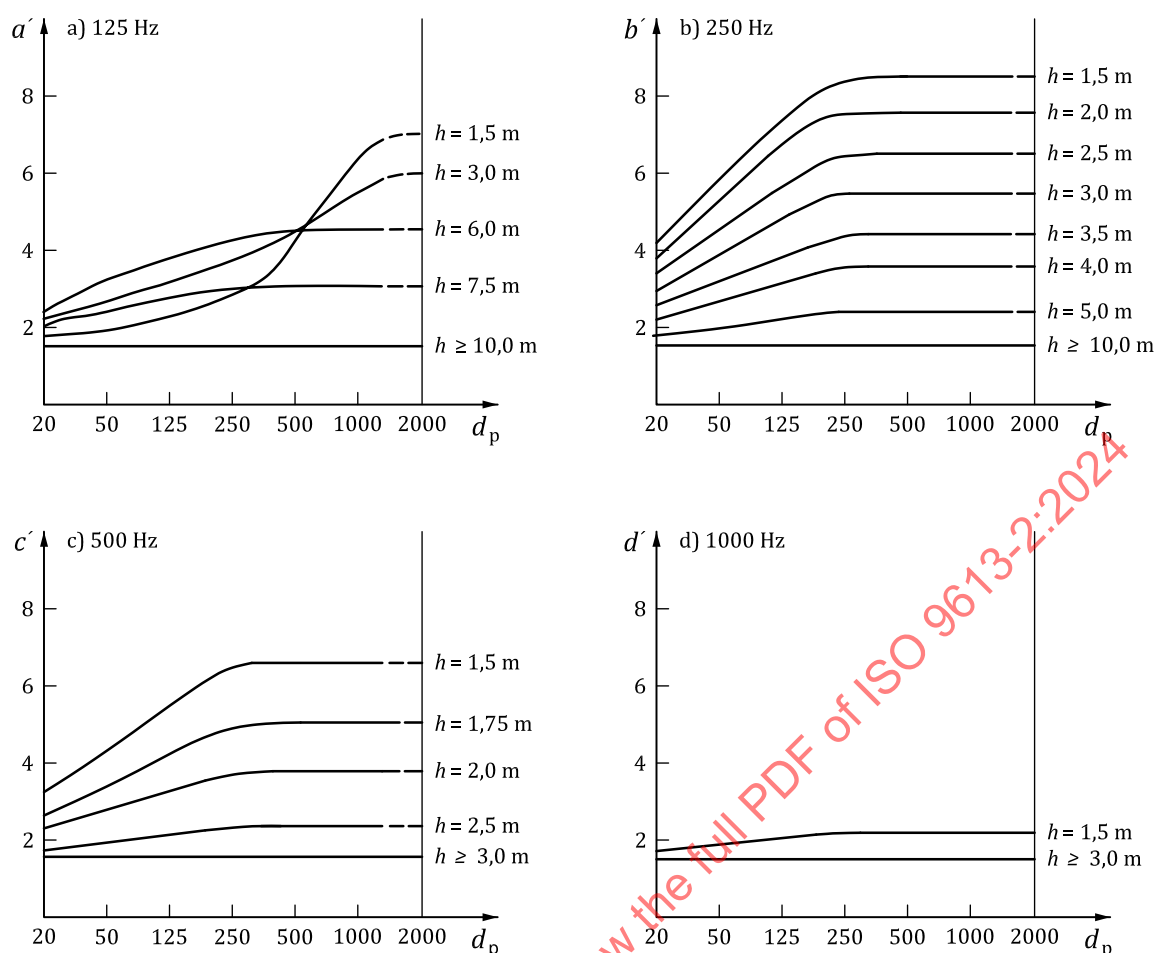 a´ a) 125 Hz
8
6
4
2
h = 1,5 m
h = 3,0 m
h = 6,0 m
h = 7,5 m
h ≥ 10,0 m
20 50 125 250 500 1000 2000 dp
b´ b) 250 Hz
8
6
4
2
h = 1,5 m
h = 2,0 m
h = 2,5 m
h = 3,0 m
h = 3,5 m
h = 4,0 m
h = 5,0 m
h ≥ 10,0 m
20 50 125 250 500 1000 2000 dp
c´ c) 500 Hz
8
6
4
2
h = 1,5 m
h = 1,75 m
h = 2,0 m
h = 2,5 m
h ≥ 3,0 m
20 50 125 250 500 1000 2000 dp
d´ d) 1000 Hz
8
6
4
2
h = 1,5 m
h ≥ 3,0 m
20 50 125 250 500 1000 2000 dp
w the full PDF of ISO 9613-2:2024